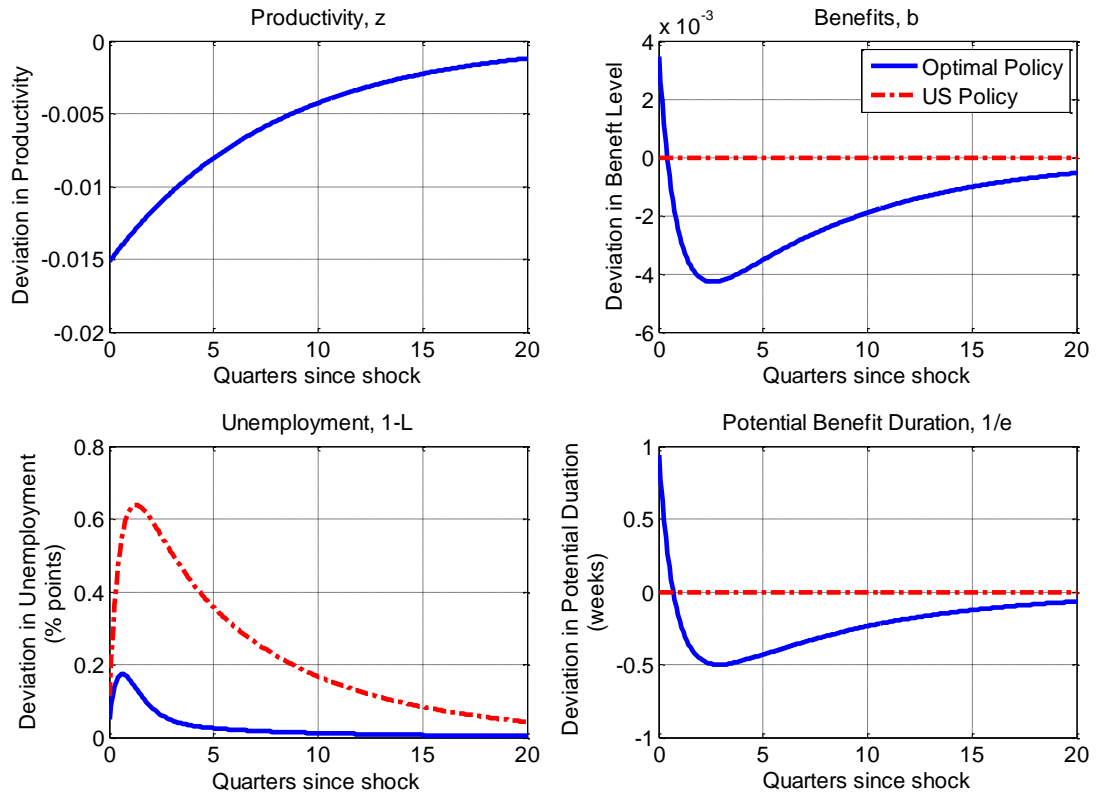 Productivity, z
0
-0.005
-0.01
-0.015
-0.02
0 5 10 15 20
Deviation in Productivity
Quarters since shock
Benefits, b
x 10^-3
4
2
0
-2
-4
-6
0 5 10 15 20
Deviation in Beneft Level
Quarters since shock
Optimal Policy
US Policy
Unemployment, 1-L
0.8
0.6
0.4
0.2
0
0 5 10 15 20
Deviation in Unemployment
(% points)
Quarters since shock
Potential Benefit Duration, 1/e
1
0.5
0
-0.5
-1
0 5 10 15 20
Deviation in Potential Duation
(weeks)
Quarters since shock